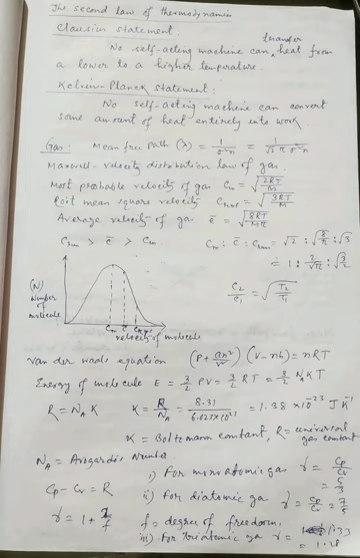 The second law of thermodynamics
Clausius statement:
No self-acting machine can transfer heat from
a lower to a higher temperature.
Kelvin-Planck statement:
No self-acting machine can convert
some amount of heat entirely into work.
Gas: Mean free path (λ) = 1/σ²n = 1/√2 π σ²n
Maxwell-velocity distribution law of gas.
Most probable velocity of gas Cm = √2RT/M
Root mean square velocity Crms = √3RT/M
Average velocity of gas c̄ = √8RT/πM
Crms > c̄ > Cm. Cm : c̄ : Crms = √2 : √8/π : √3
= 1 : 2/√π : √3/2
C2/C1 = √T2/T1
(N)
Number
of
molecule
Cm c̄ Crms
velocity of molecule
Van der waals equation (P + an²/v²) (V - nb) = nRT
Energy of molecule E = 3/2 PV = 3/2 RT = 3/2 NA K T
R = NA K K = R/NA = 8.31/6.023×10²³ = 1.38 × 10⁻²³ J K⁻¹
K = Boltzmann constant, R = universal gas constant
NA = Avogardo's Number.
i) For monoatomic gas γ = Cp/Cv = 5/3
Cp - Cv = R
ii) For diatomic gas γ = Cp/Cv = 7/5
γ = 1 + 2/f f = degree of freedom.
iii) For triatomic gas γ = 1.33
= 1.28